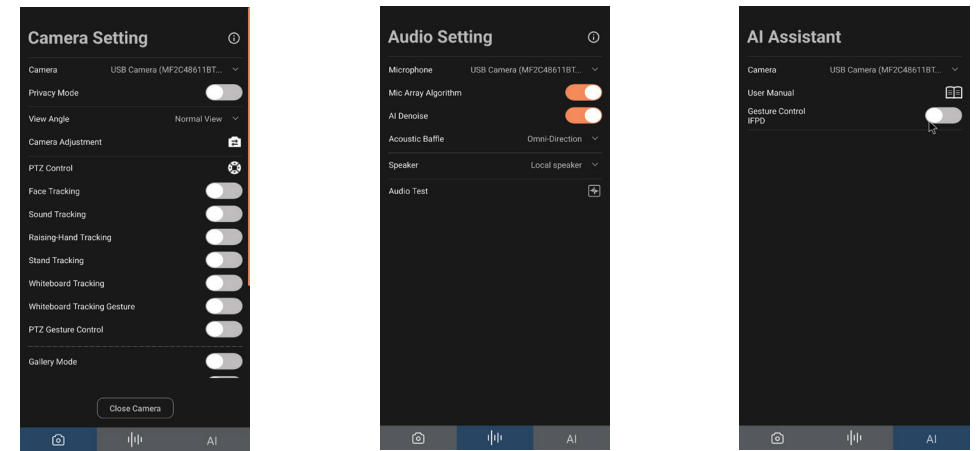 Camera Setting
Camera USB Camera (MF2C48611BT...
Privacy Mode
View Angle Normal View
Camera Adjustment
PTZ Control
Face Tracking
Sound Tracking
Raising-Hand Tracking
Stand Tracking
Whiteboard Tracking
Whiteboard Tracking Gesture
PTZ Gesture Control
Gallery Mode
Close Camera
AI
Audio Setting
Microphone USB Camera (MF2C48611BT...
Mic Array Algorithm
AI Denoise
Acoustic Baffle Omni-Direction
Speaker Local speaker
Audio Test
AI
AI Assistant
Camera USB Camera (MF2C48611BT...
User Manual
Gesture Control
IFPD
AI